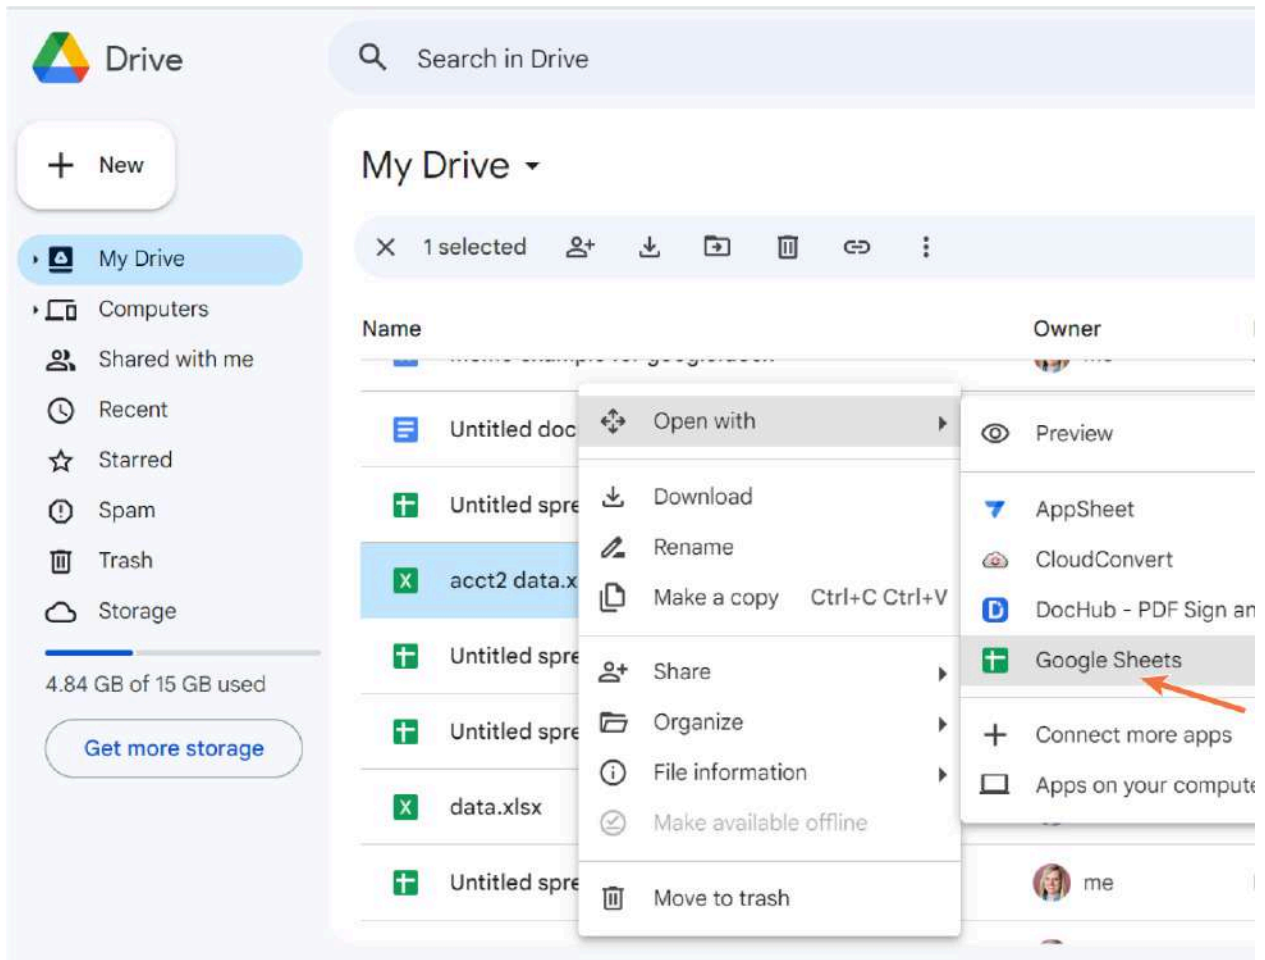 Drive
Search in Drive
New
My Drive
1 selected
My Drive
Computers
Shared with me
Recent
Starred
Spam
Trash
Storage
4.84 GB of 15 GB used
Get more storage
Name
Owner
Untitled doc
Untitled spre
acct2 data.x
Untitled spre
Untitled spre
data.xlsx
Untitled spre
me
Open with
Download
Rename
Make a copy Ctrl+C Ctrl+V
Share
Organize
File information
Make available offline
Move to trash
Preview
AppSheet
CloudConvert
DocHub - PDF Sign an
Google Sheets
Connect more apps
Apps on your compute